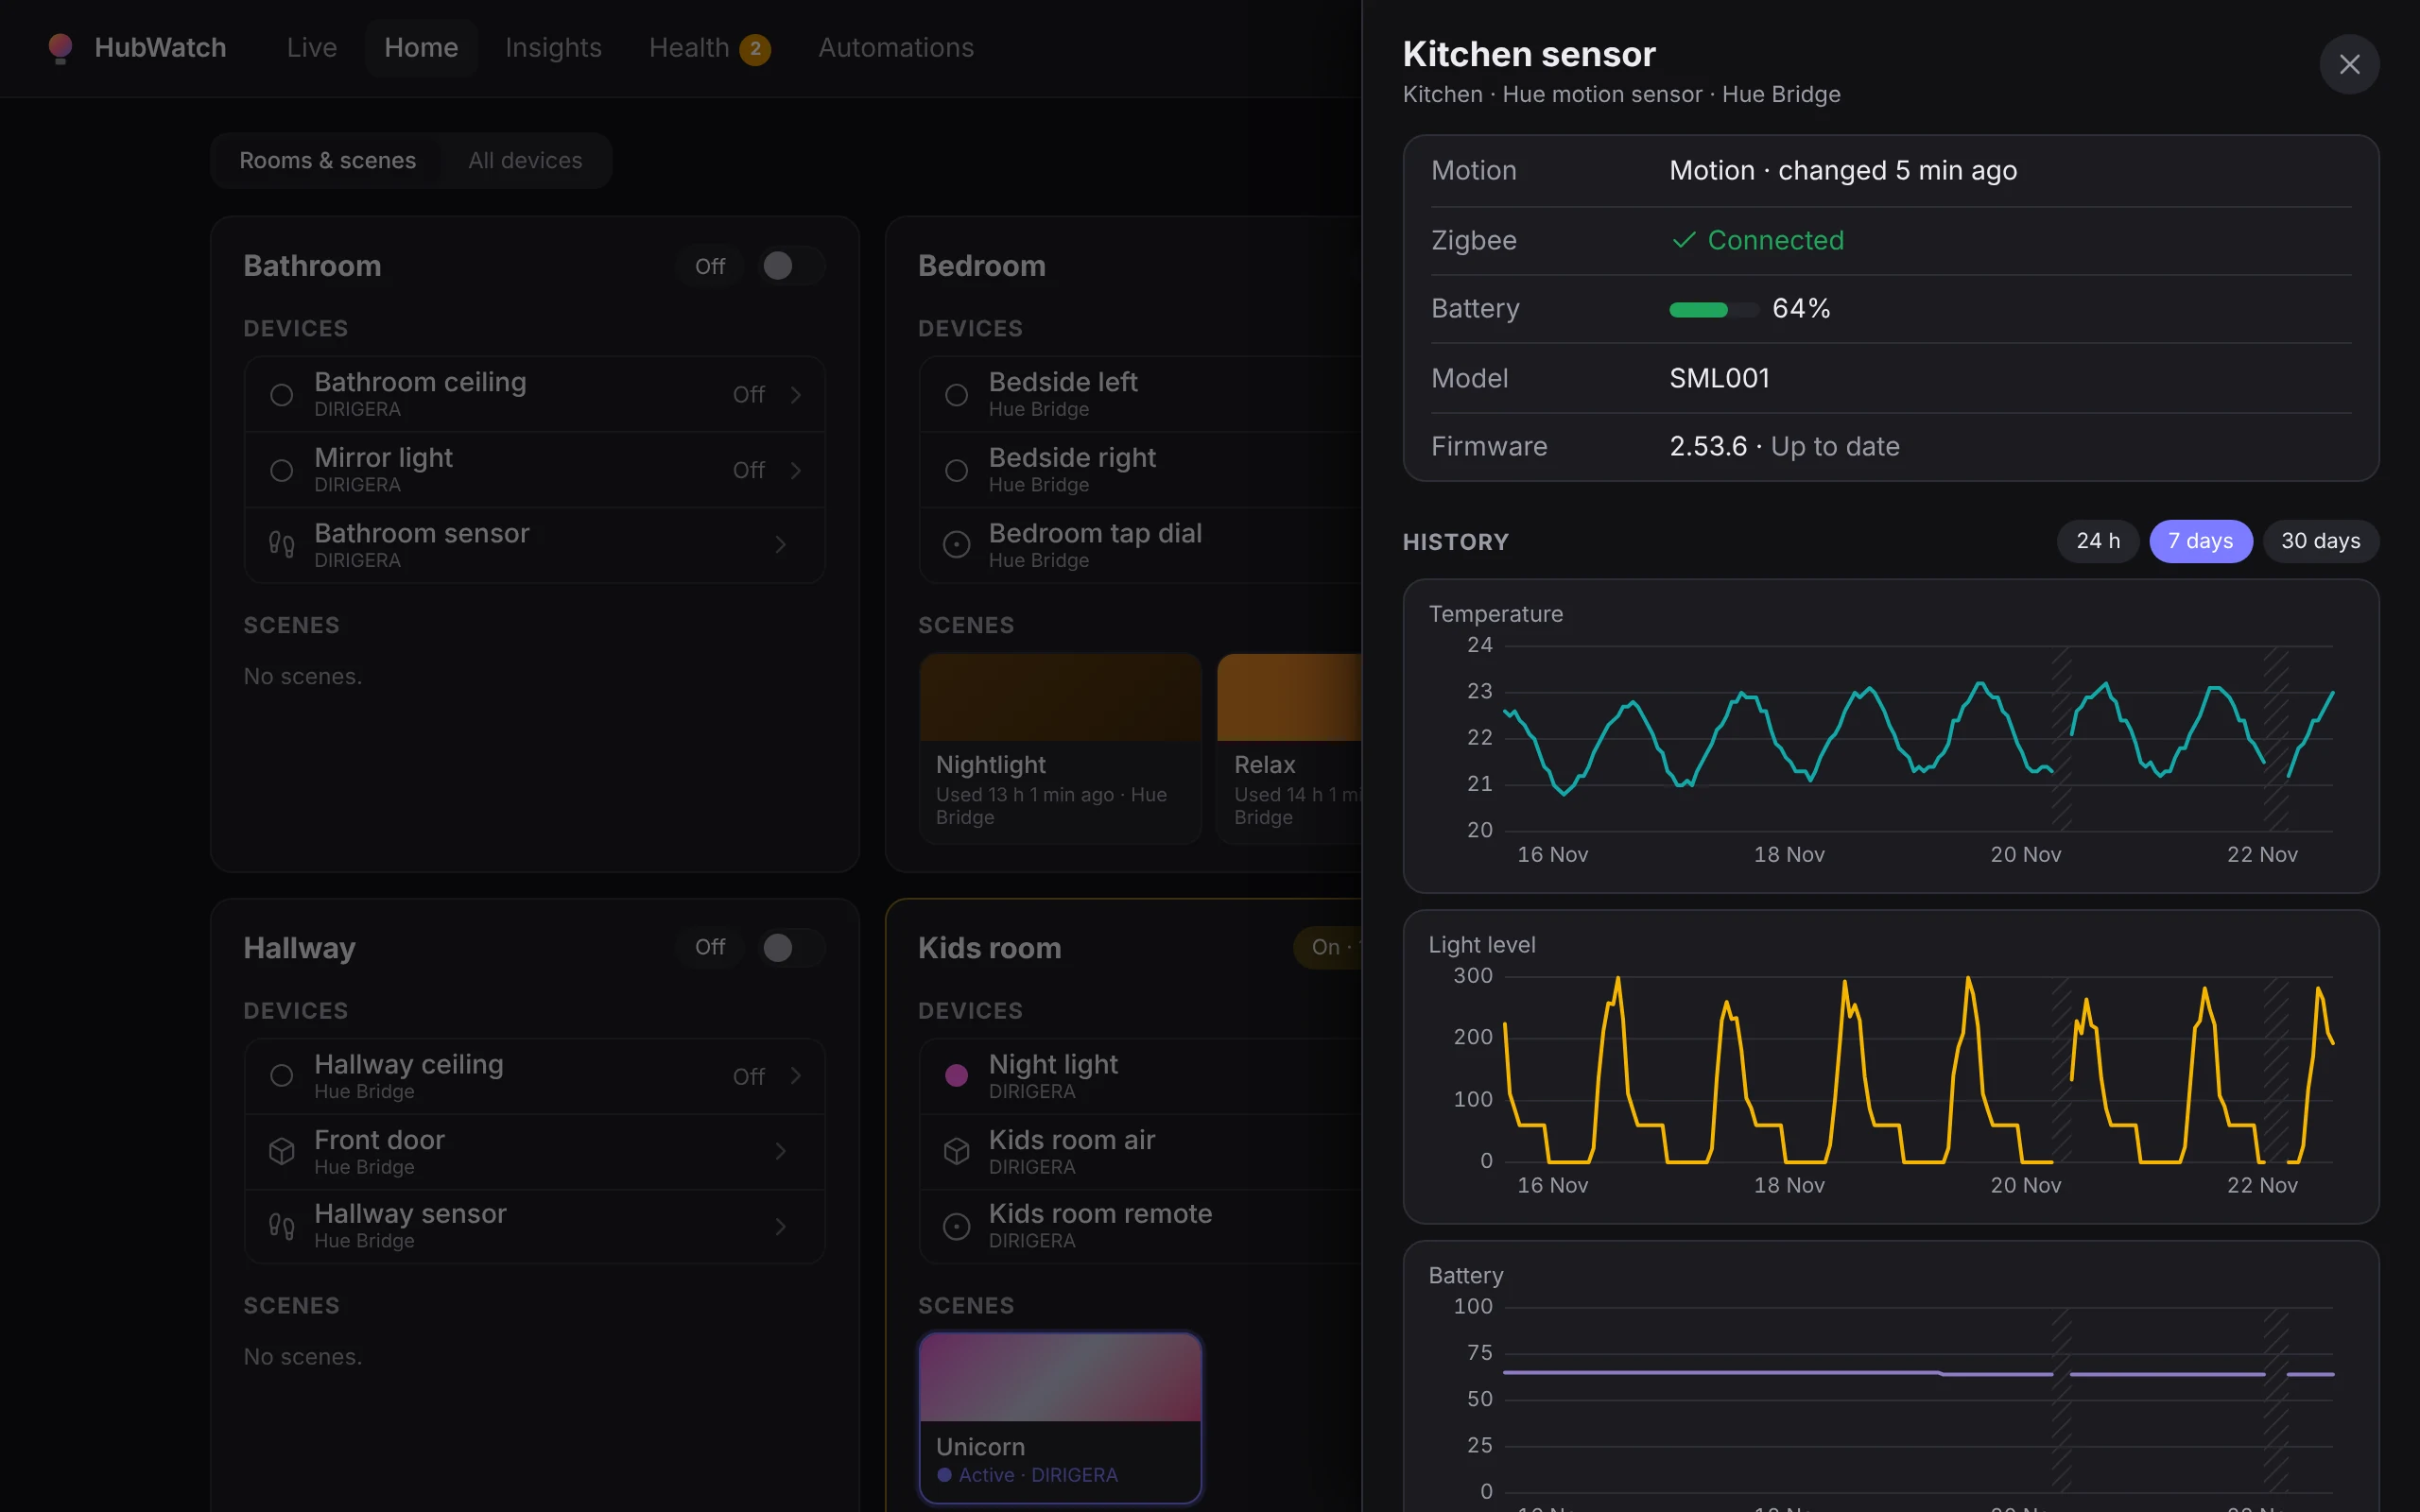 HubWatch
Live
Home
Insights
Health 2
Automations
Rooms & scenes
All devices
Bathroom
Off
DEVICES
Bathroom ceiling
DIRIGERA
Off
Mirror light
DIRIGERA
Off
Bathroom sensor
DIRIGERA
SCENES
No scenes.
Bedroom
DEVICES
Bedside left
Hue Bridge
Bedside right
Hue Bridge
Bedroom tap dial
Hue Bridge
SCENES
Nightlight
Used 13 h 1 min ago · Hue
Bridge
Relax
Used 14 h 1
Bridge
Hallway
Off
DEVICES
Hallway ceiling
Hue Bridge
Off
Front door
Hue Bridge
Hallway sensor
Hue Bridge
SCENES
No scenes.
Kids room
On ·
DEVICES
Night light
DIRIGERA
Kids room air
DIRIGERA
Kids room remote
DIRIGERA
SCENES
Unicorn
Active · DIRIGERA
Kitchen sensor
Kitchen · Hue motion sensor · Hue Bridge
Motion
Motion · changed 5 min ago
Zigbee
Connected
Battery
64%
Model
SML001
Firmware
2.53.6 · Up to date
HISTORY
24 h
7 days
30 days
Temperature
24
23
22
21
20
16 Nov
18 Nov
20 Nov
22 Nov
Light level
300
200
100
0
16 Nov
18 Nov
20 Nov
22 Nov
Battery
100
75
50
25
0